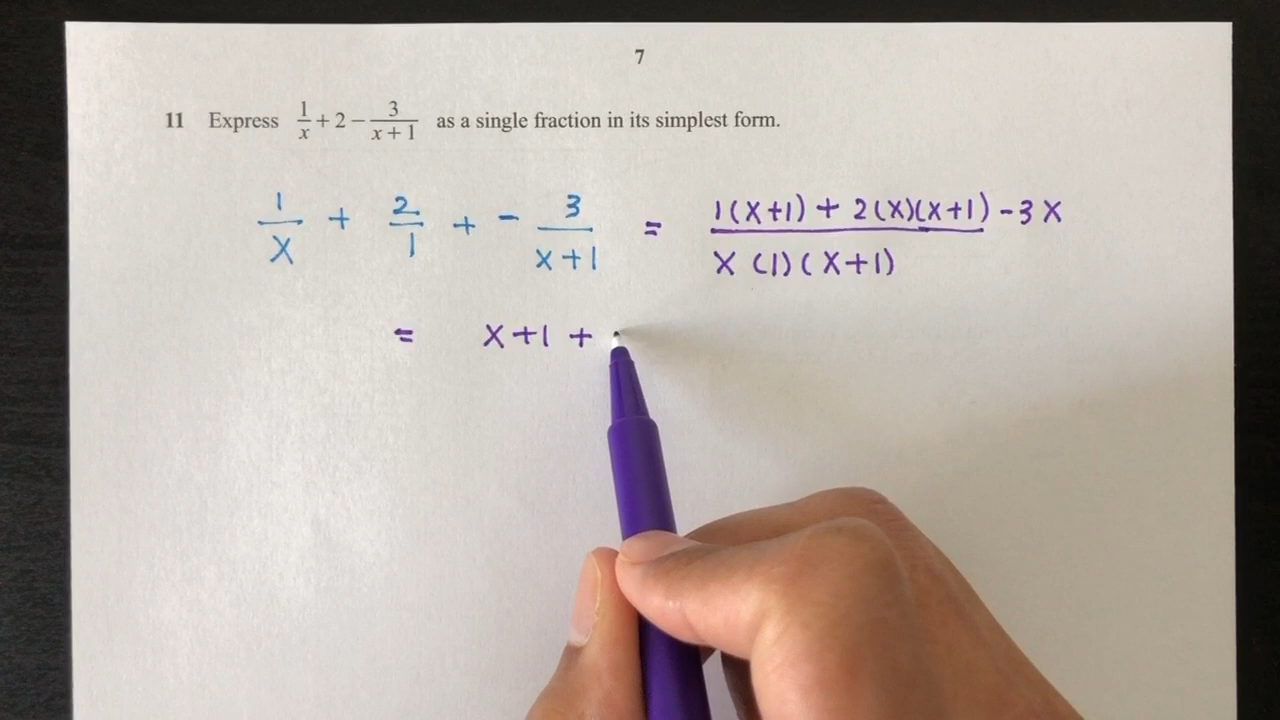 7
11 Express 1/x + 2 − 3/(x + 1) as a single fraction in its simplest form.
1/x + 2/1 + − 3/(x+1) = (1(x+1) + 2(x)(x+1) − 3x)/(x(1)(x+1))
= x+1 +